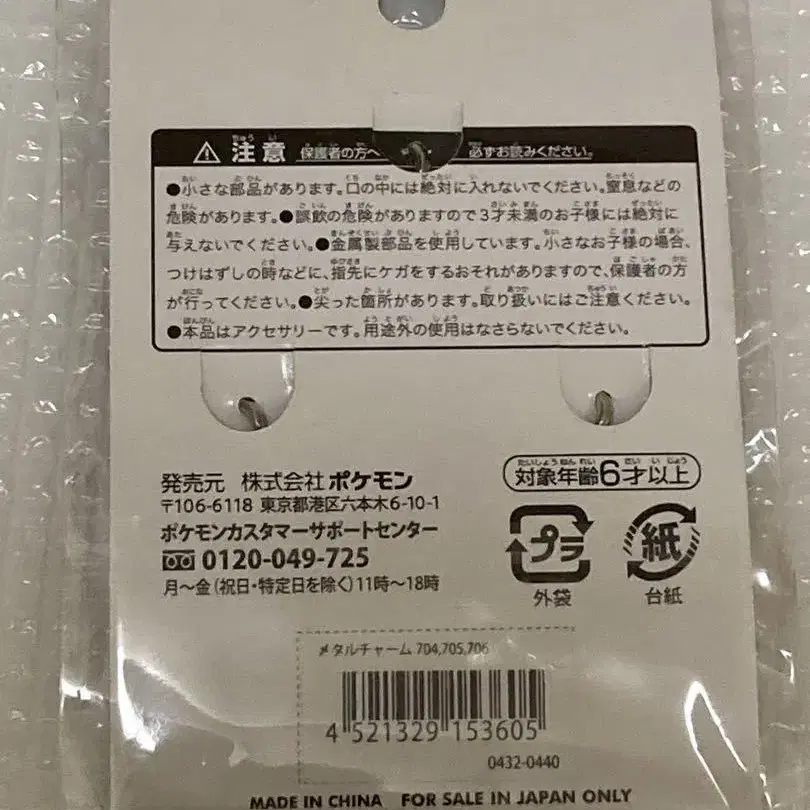 注意 保護者の方へ 必ずお読みください。
●小さな部品があります。口の中には絶対に入れないでください。窒息などの
危険があります。●誤飲の危険がありますので3才未満のお子様には絶対に
与えないでください。●金属製部品を使用しています。小さなお子様の場合、
つけはずしの時などに、指先にケガをするおそれがありますので、保護者の方
が行ってください。●尖った箇所があります。取り扱いにはご注意ください。
●本品はアクセサリーです。用途外の使用はなさらないでください。
発売元 株式会社ポケモン
〒106-6118 東京都港区六本木6-10-1
ポケモンカスタマーサポートセンター
0120-049-725
月～金(祝日・特定日を除く)11時～18時
対象年齢6才以上
プラ
外袋
紙
台紙
メタルチャーム 704,705,706
4 521329 153605
0432-0440
MADE IN CHINA FOR SALE IN JAPAN ONLY